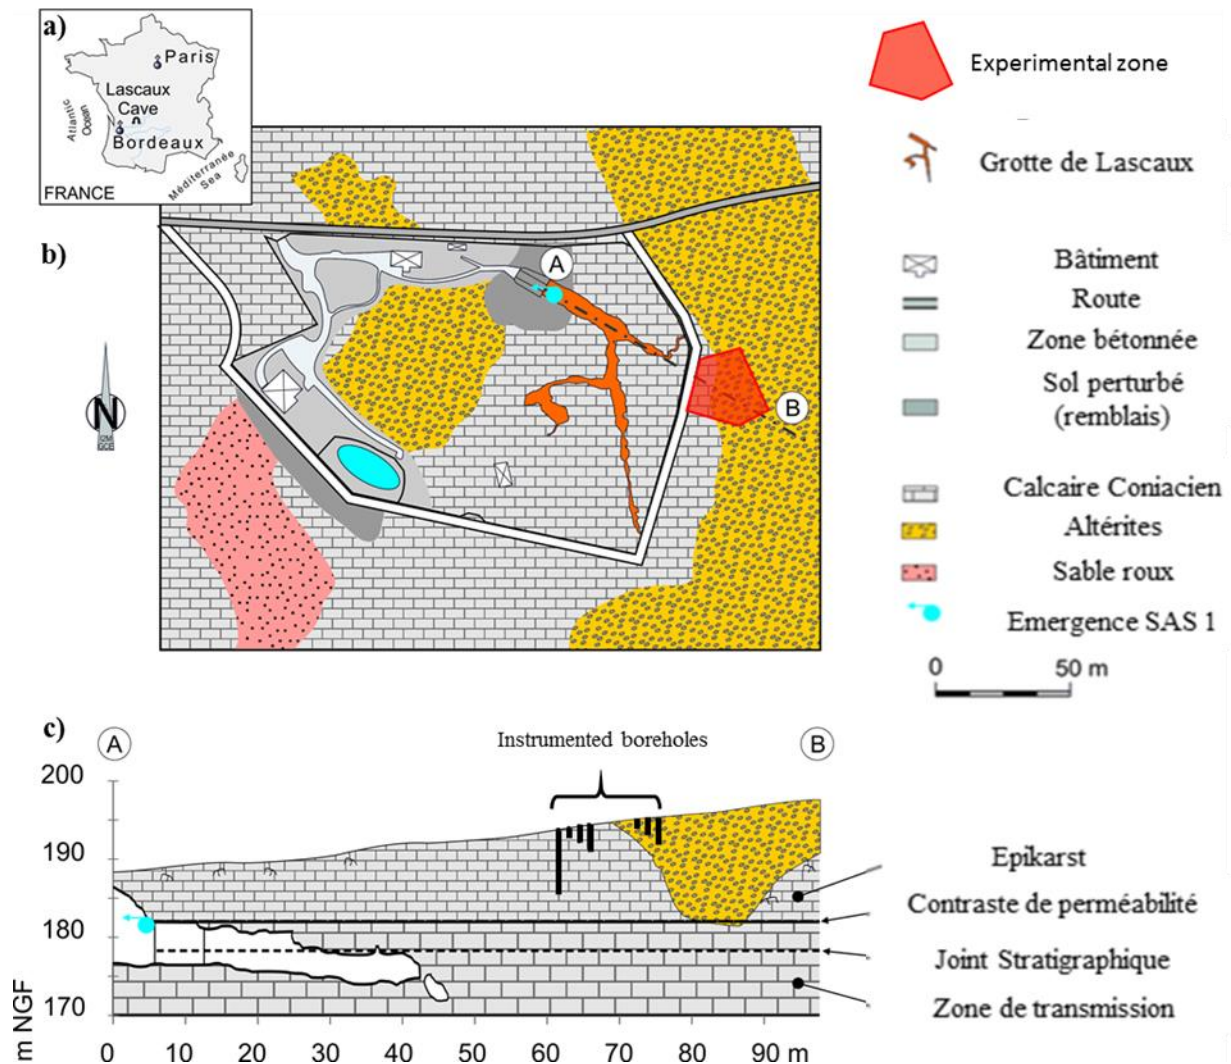 a)
Paris
Lascaux
Cave
Atlantic
Ocean
Bordeaux
Méditerranée
Sea
FRANCE
Experimental zone
Grotte de Lascaux
b)
A
B
N
Bâtiment
Route
Zone bétonnée
Sol perturbé
(remblais)
Calcaire Coniacien
Altérites
Sable roux
Emergence SAS 1
0 50 m
c)
A
Instrumented boreholes
B
200
190
180
170
m NGF
0 10 20 30 40 50 60 70 80 90 m
Epikarst
Contraste de perméabilité
Joint Stratigraphique
Zone de transmission